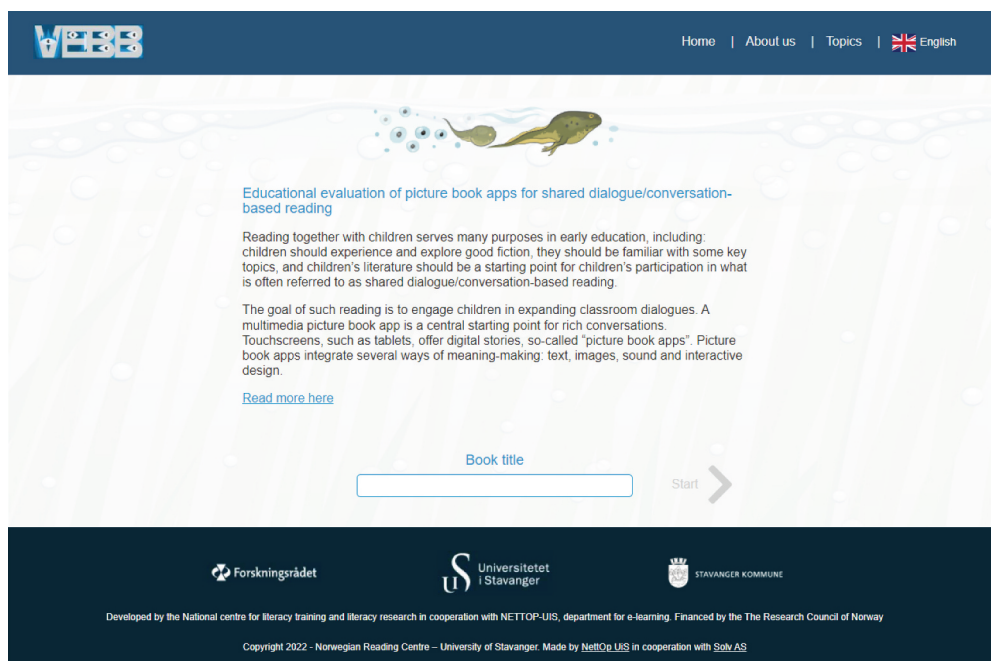 VEBB
Home | About us | Topics | English
Educational evaluation of picture book apps for shared dialogue/conversation-
based reading
Reading together with children serves many purposes in early education, including:
children should experience and explore good fiction, they should be familiar with some key
topics, and children's literature should be a starting point for children's participation in what
is often referred to as shared dialogue/conversation-based reading.
The goal of such reading is to engage children in expanding classroom dialogues. A
multimedia picture book app is a central starting point for rich conversations.
Touchscreens, such as tablets, offer digital stories, so-called “picture book apps”. Picture
book apps integrate several ways of meaning-making: text, images, sound and interactive
design.
Read more here
Book title
Start
Forskningsrådet
Universitetet
i Stavanger
STAVANGER KOMMUNE
Developed by the National centre for literacy training and literacy research in cooperation with NETTOP-UIS, department for e-learning. Financed by the The Research Council of Norway
Copyright 2022 - Norwegian Reading Centre – University of Stavanger. Made by NettOp UiS in cooperation with Solv AS